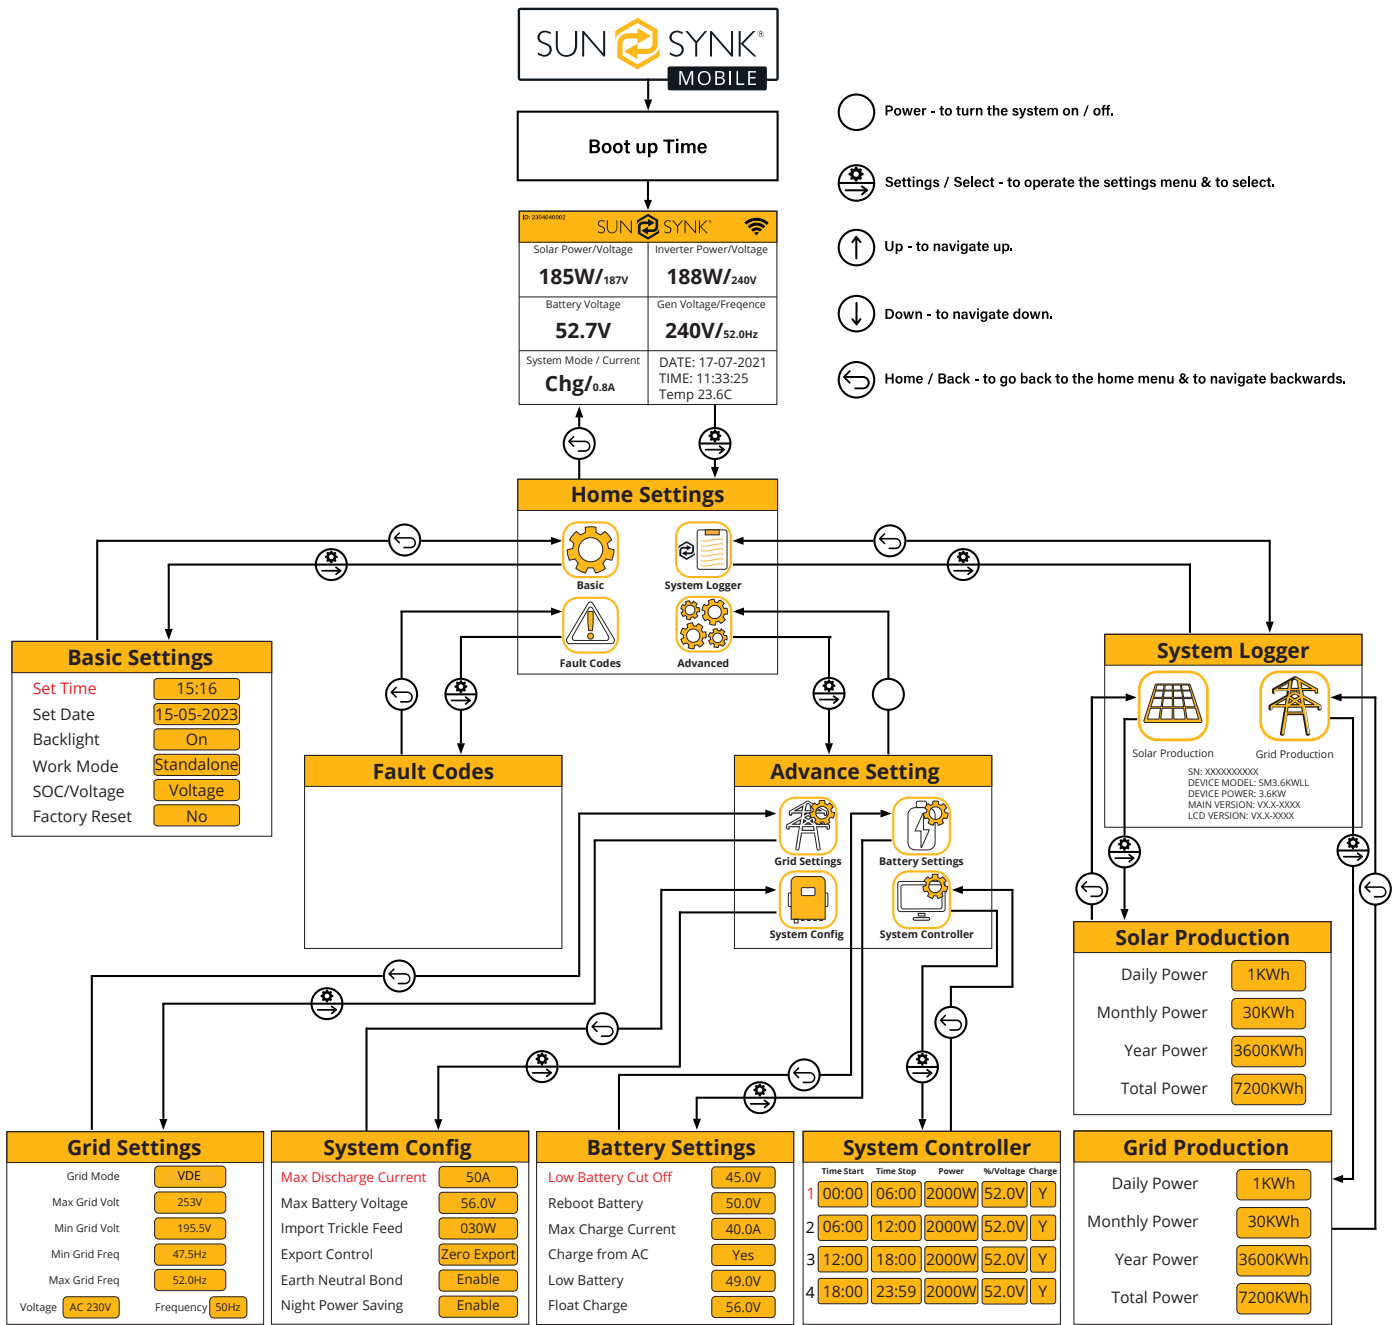 SUN SYNK®
MOBILE
Boot up Time
Power - to turn the system on / off.
Settings / Select - to operate the settings menu & to select.
Up - to navigate up.
Down - to navigate down.
Home / Back - to go back to the home menu & to navigate backwards.
ID: 2304040002
SUN SYNK®
Solar Power/Voltage Inverter Power/Voltage
185W/187V 188W/240V
Battery Voltage Gen Voltage/Freqence
52.7V 240V/52.0Hz
System Mode / Current
Chg/0.8A
DATE: 17-07-2021
TIME: 11:33:25
Temp 23.6C
Home Settings
Basic System Logger
Fault Codes Advanced
Basic Settings
Set Time 15:16
Set Date 15-05-2023
Backlight On
Work Mode Standalone
SOC/Voltage Voltage
Factory Reset No
Fault Codes
Advance Setting
Grid Settings Battery Settings
System Config System Controller
System Logger
Solar Production Grid Production
SN: XXXXXXXXXX
DEVICE MODEL: SM3.6KWLL
DEVICE POWER: 3.6KW
MAIN VERSION: VX.X-XXXX
LCD VERSION: VX.X-XXXX
Solar Production
Daily Power 1KWh
Monthly Power 30KWh
Year Power 3600KWh
Total Power 7200KWh
Grid Settings
Grid Mode VDE
Max Grid Volt 253V
Min Grid Volt 195.5V
Min Grid Freq 47.5Hz
Max Grid Freq 52.0Hz
Voltage AC 230V Frequency 50Hz
System Config
Max Discharge Current 50A
Max Battery Voltage 56.0V
Import Trickle Feed 030W
Export Control Zero Export
Earth Neutral Bond Enable
Night Power Saving Enable
Battery Settings
Low Battery Cut Off 45.0V
Reboot Battery 50.0V
Max Charge Current 40.0A
Charge from AC Yes
Low Battery 49.0V
Float Charge 56.0V
System Controller
Time Start Time Stop Power %/Voltage Charge
1 00:00 06:00 2000W 52.0V Y
2 06:00 12:00 2000W 52.0V Y
3 12:00 18:00 2000W 52.0V Y
4 18:00 23:59 2000W 52.0V Y
Grid Production
Daily Power 1KWh
Monthly Power 30KWh
Year Power 3600KWh
Total Power 7200KWh